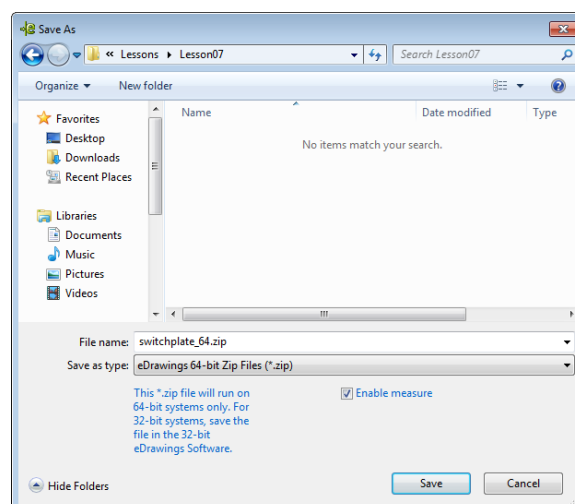 Save As
« Lessons Lesson07 Search Lesson07
Organize New folder
Name Date modified Type
No items match your search.
Favorites
Desktop
Downloads
Recent Places
Libraries
Documents
Music
Pictures
Videos
File name: switchplate_64.zip
Save as type: eDrawings 64-bit Zip Files (*.zip)
This *.zip file will run on
64-bit systems only. For
32-bit systems, save the
file in the 32-bit
eDrawings Software.
Enable measure
Hide Folders Save Cancel